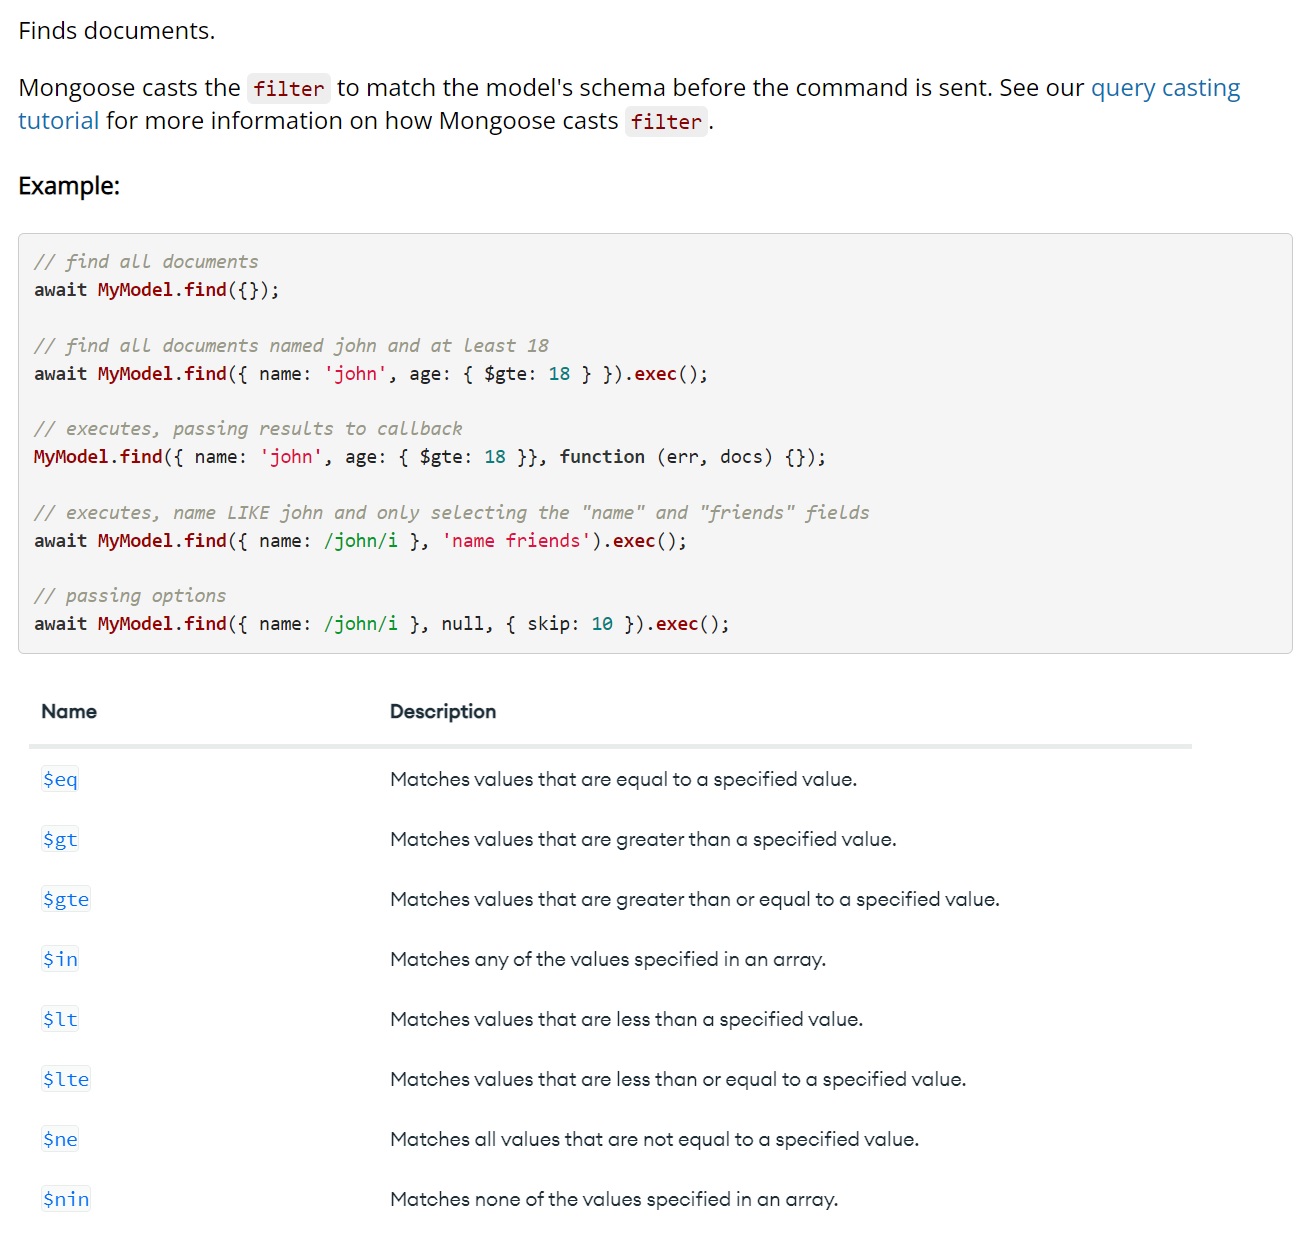 Finds documents.
Mongoose casts the filter to match the model's schema before the command is sent. See our query casting
tutorial for more information on how Mongoose casts filter.
Example:
// find all documents
await MyModel.find({});
// find all documents named john and at least 18
await MyModel.find({ name: 'john', age: { $gte: 18 } }).exec();
// executes, passing results to callback
MyModel.find({ name: 'john', age: { $gte: 18 }}, function (err, docs) {});
// executes, name LIKE john and only selecting the "name" and "friends" fields
await MyModel.find({ name: /john/i }, 'name friends').exec();
// passing options
await MyModel.find({ name: /john/i }, null, { skip: 10 }).exec();
Name Description
$eq Matches values that are equal to a specified value.
$gt Matches values that are greater than a specified value.
$gte Matches values that are greater than or equal to a specified value.
$in Matches any of the values specified in an array.
$lt Matches values that are less than a specified value.
$lte Matches values that are less than or equal to a specified value.
$ne Matches all values that are not equal to a specified value.
$nin Matches none of the values specified in an array.